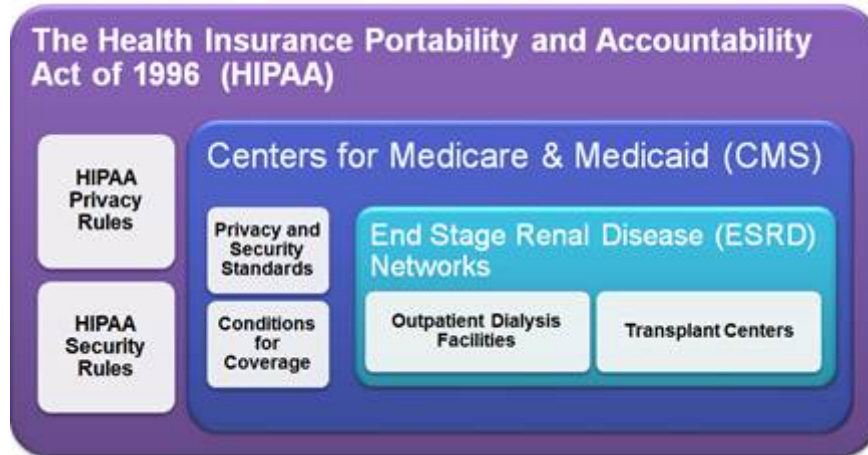 The Health Insurance Portability and Accountability
Act of 1996 (HIPAA)
HIPAA
Privacy
Rules
HIPAA
Security
Rules
Centers for Medicare & Medicaid (CMS)
Privacy and
Security
Standards
Conditions
for
Coverage
End Stage Renal Disease (ESRD)
Networks
Outpatient Dialysis
Facilities
Transplant Centers